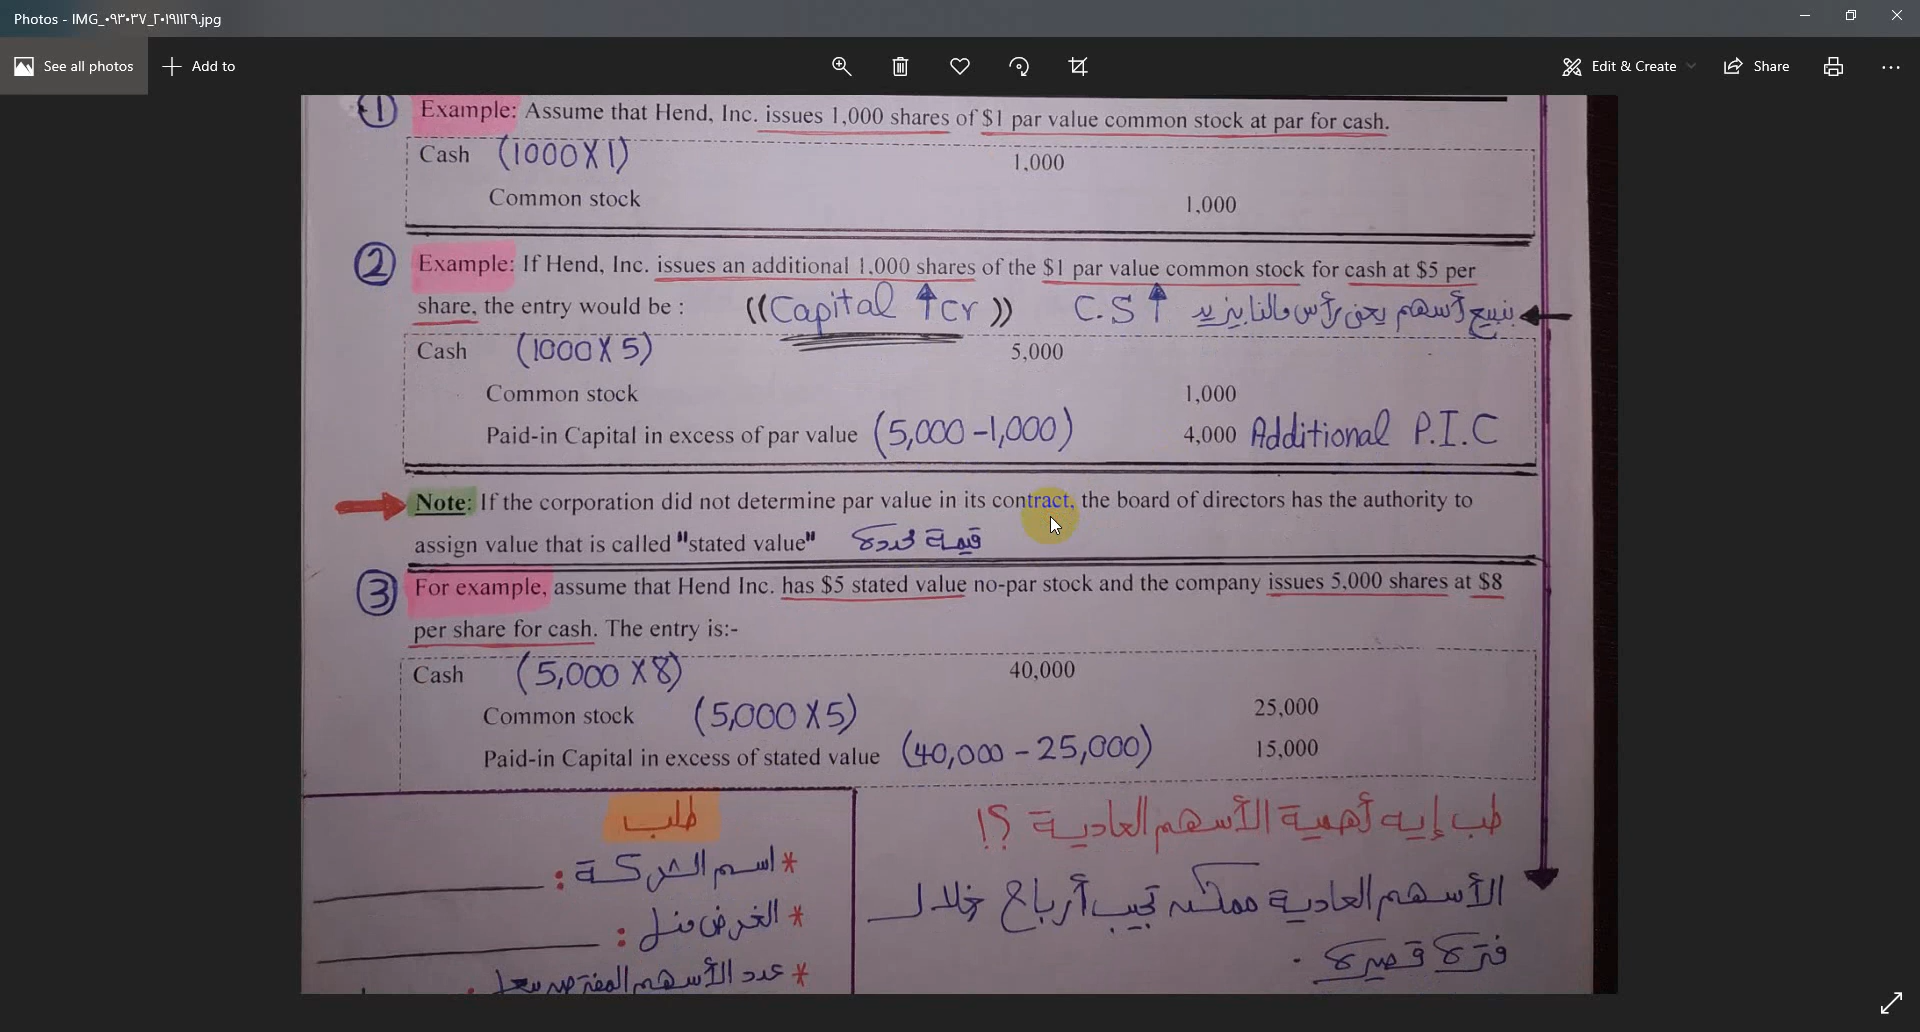 Photos - IMG_٢٠١٩١١٢٩_٠٩٣٠٣٧.jpg
See all photos
Add to
Edit & Create
Share
1 Example: Assume that Hend, Inc. issues 1,000 shares of $1 par value common stock at par for cash.
Cash (1000 X 1) 1,000
Common stock 1,000
2 Example: If Hend, Inc. issues an additional 1,000 shares of the $1 par value common stock for cash at $5 per
share, the entry would be : ((Capital ↑ Cr)) C.S ↑ بنبيع أسهم يعنى رأس مالنا بيزيد
Cash (1000 X 5) 5,000
Common stock 1,000
Paid-in Capital in excess of par value (5,000 - 1,000) 4,000 Additional P.I.C
Note: If the corporation did not determine par value in its contract, the board of directors has the authority to
assign value that is called "stated value" قيمة محددة
3 For example, assume that Hend Inc. has $5 stated value no-par stock and the company issues 5,000 shares at $8
per share for cash. The entry is:-
Cash (5,000 X 8) 40,000
Common stock (5,000 X 5) 25,000
Paid-in Capital in excess of stated value (40,000 - 25,000) 15,000
طب إيه أهمية الأسهم العادية ؟!
الأسهم العادية ممكن تجيب أرباح خلال
فترة قصيرة .
طلب
* اسم الشركة :
* الغرض منل :
* عدد الأسهم